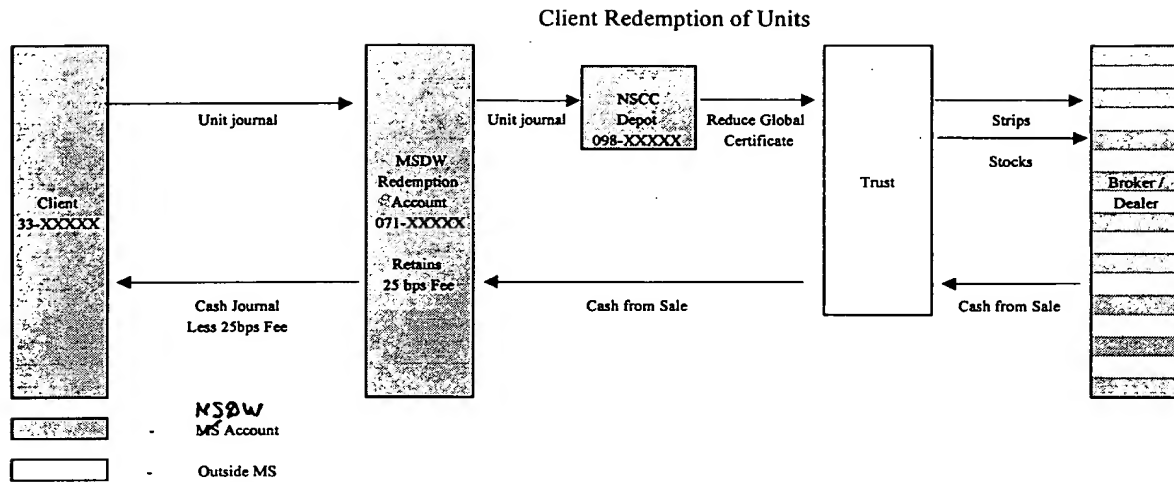 Client Redemption of Units
Client
33-XXXXX
Unit journal
MSDW
Redemption
Account
071-XXXXX
Retains
25 bps Fee
Unit journal
NSCC
Depot
098-XXXXX
Reduce Global
Certificate
Trust
Strips
Stocks
Broker /
Dealer
Cash Journal
Less 25bps Fee
Cash from Sale
Cash from Sale
MSDW
- MS Account
- Outside MS